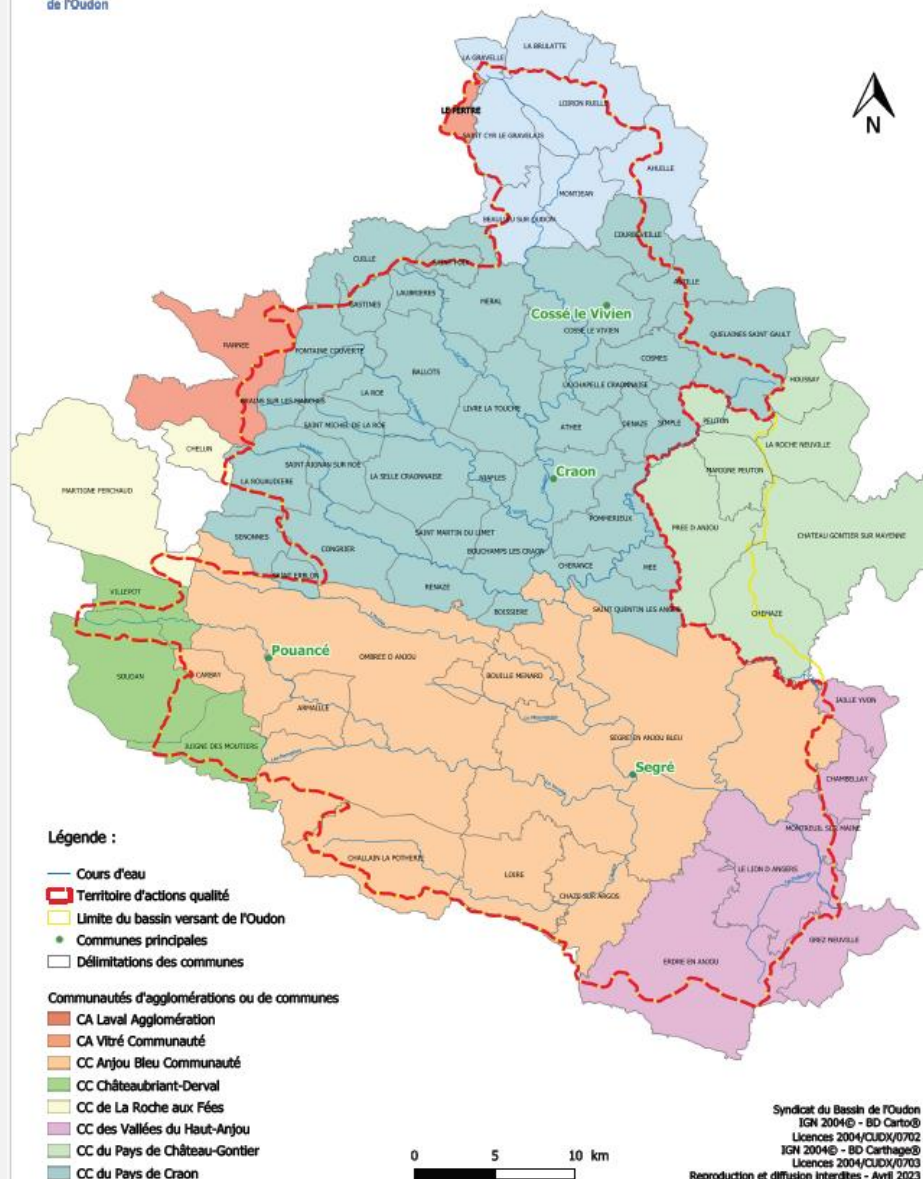 de l'Oudon
LA BRULATTE
LA GRAVELLE
LOIRON RUILLE
LE PERTRE
SAINT CYR LE GRAVELAIS
N
AHUILLE
MONTJEAN
BEAULIEU SUR OUDON
COURBEVEILLE
CUILLE
GASTINES
LAUBRIERES
MERAL
ASTILLE
Cossé le Vivien
COSSE LE VIVIEN
QUELAINES SAINT GAULT
RANNEE
FONTAINE COUVERTE
COSMES
HOUSSAY
BALLOTS
LA ROE
LA CHAPELLE CRAONNAISE
BRAINS SUR LES MARCHES
LIVRE LA TOUCHE
SAINT MICHEL DE LA ROE
ATHEE
DENAZE
SIMPLE
PEUTON
LA ROCHE NEUVILLE
CHELUN
SAINT AIGNAN SUR ROE
Craon
MARIGNE PEUTON
LA ROUAUDIERE
LA SELLE CRAONNAISE
NIAFLES
MARTIGNE FERCHAUD
POMMERIEUX
PREE D ANJOU
CHATEAU GONTIER SUR MAYENNE
SENONNES
CONGRIER
SAINT MARTIN DU LIMET
BOUCHAMPS LES CRAON
CHERANCE
MEE
SAINT ERBLON
RENAZE
VILLEPOT
BOISSIERE
SAINT QUENTIN LES ANGES
CHEMAZE
Pouancé
OMBREE D ANJOU
SOUDAN
CARBAY
BOUILLE MENARD
JAILLE YVON
ARMAILLE
JUIGNE DES MOUTIERS
SEGRE EN ANJOU BLEU
Segré
CHAMBELLAY
MONTREUIL SUR MAINE
CHALLAIN LA POTHERIE
LE LION D'ANGERS
LOIRE
CHAZE SUR ARGOS
GREZ NEUVILLE
ERDRE EN ANJOU
Légende :
Cours d'eau
Territoire d'actions qualité
Limite du bassin versant de l'Oudon
Communes principales
Délimitations des communes
Communautés d'agglomérations ou de communes
CA Laval Agglomération
CA Vitré Communauté
CC Anjou Bleu Communauté
CC Châteaubriant-Derval
CC de La Roche aux Fées
CC des Vallées du Haut-Anjou
CC du Pays de Château-Gontier
CC du Pays de Craon
0 5 10 km
Syndicat du Bassin de l'Oudon
IGN 2004© - BD Carto®
Licences 2004/CUDX/0702
IGN 2004© - BD Carthage®
Licences 2004/CUDX/0703
Reproduction et diffusion interdites - Avril 2023